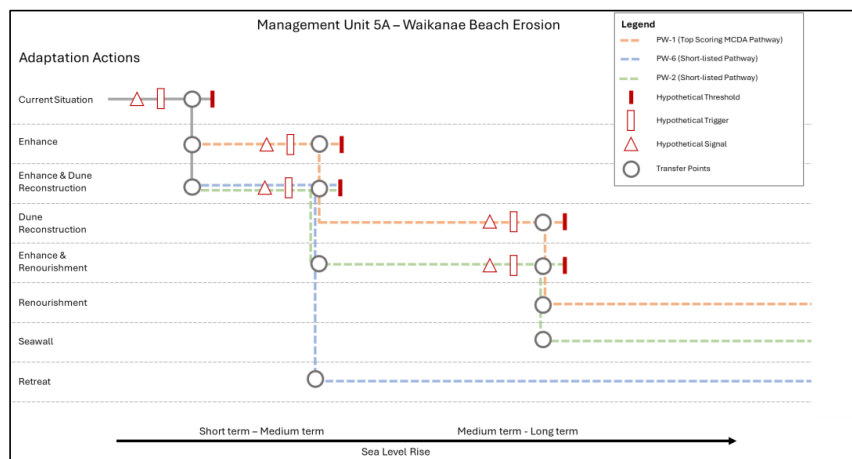 Management Unit 5A – Waikanae Beach Erosion
Legend
PW-1 (Top Scoring MCDA Pathway)
PW-6 (Short-listed Pathway)
PW-2 (Short-listed Pathway)
Hypothetical Threshold
Hypothetical Trigger
Hypothetical Signal
Transfer Points
Adaptation Actions
Current Situation
Enhance
Enhance & Dune
Reconstruction
Dune
Reconstruction
Enhance &
Renourishment
Renourishment
Seawall
Retreat
Short term – Medium term
Medium term - Long term
Sea Level Rise